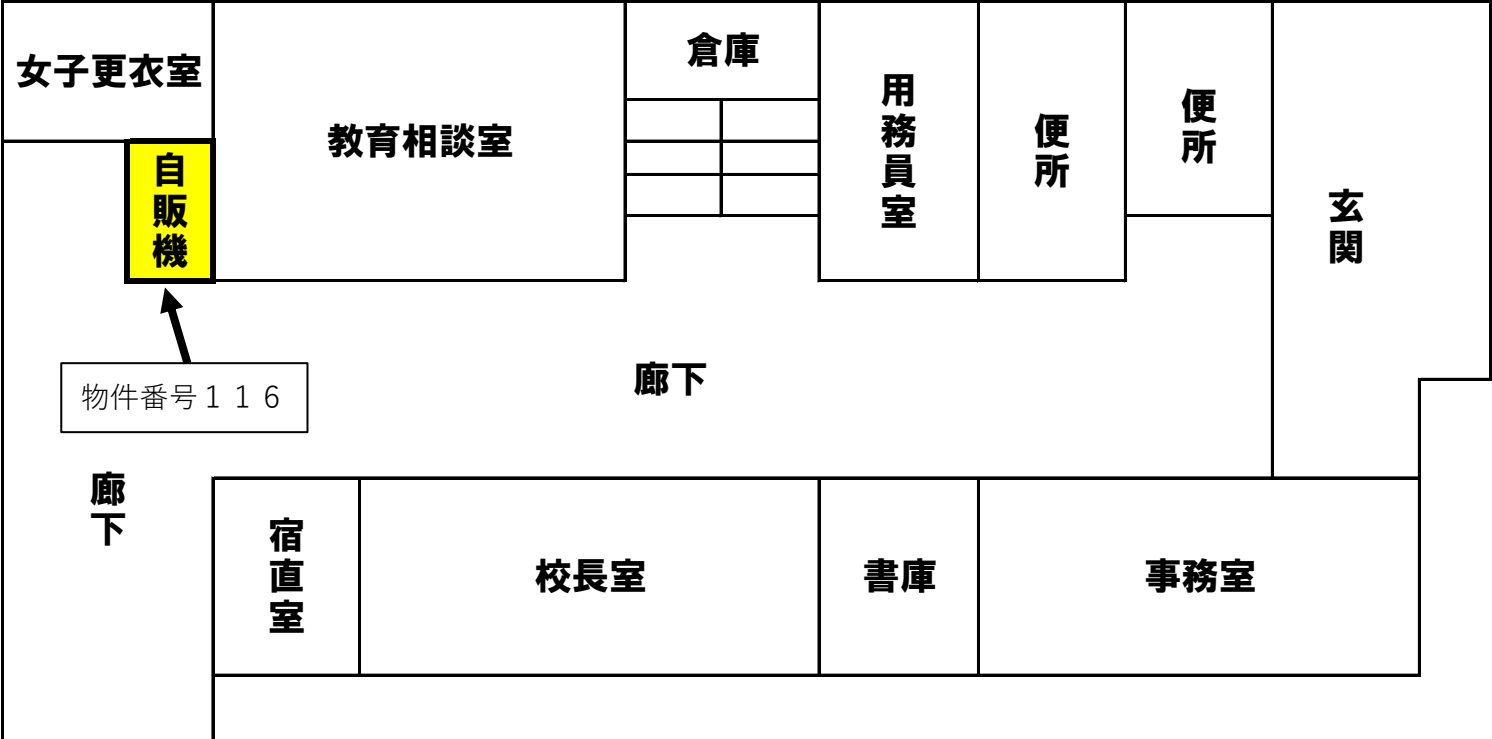 女子更衣室
教育相談室
倉庫
用務員室
便所
便所
玄関
自販機
物件番号１１６
廊下
廊下
宿直室
校長室
書庫
事務室